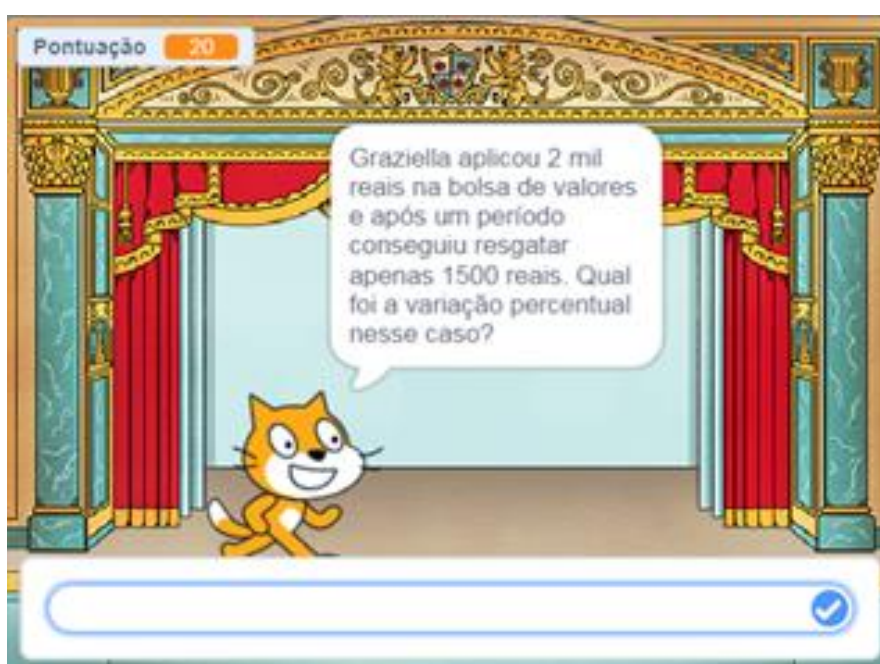 Pontuação 20
Graziella aplicou 2 mil
reais na bolsa de valores
e após um período
conseguiu resgatar
apenas 1500 reais. Qual
foi a variação percentual
nesse caso?